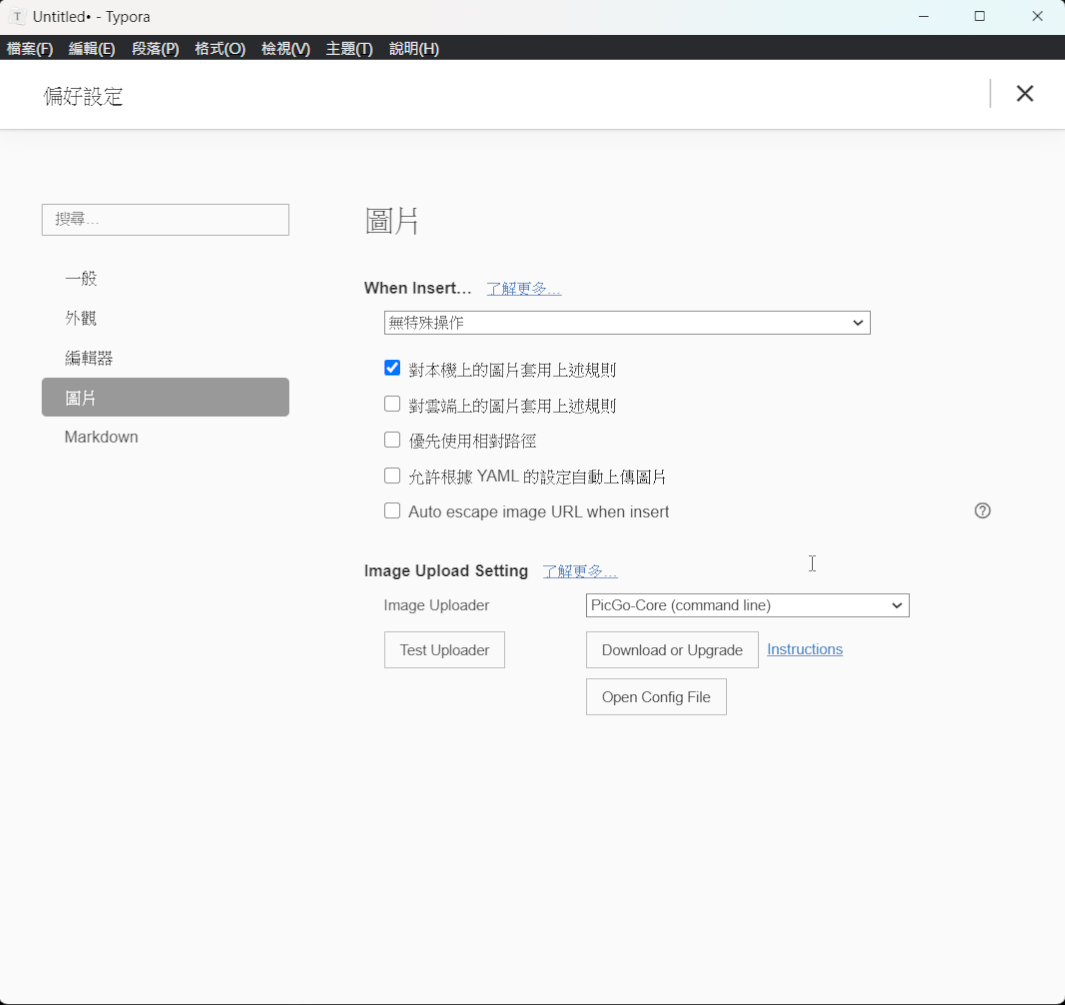 Untitled• - Typora
檔案(F) 編輯(E) 段落(P) 格式(O) 檢視(V) 主題(T) 說明(H)
偏好設定
搜尋…
一般
外觀
編輯器
圖片
Markdown
圖片
When Insert… 了解更多…
無特殊操作
對本機上的圖片套用上述規則
對雲端上的圖片套用上述規則
優先使用相對路徑
允許根據 YAML 的設定自動上傳圖片
Auto escape image URL when insert
Image Upload Setting 了解更多…
Image Uploader PicGo-Core (command line)
Test Uploader Download or Upgrade Instructions
Open Config File